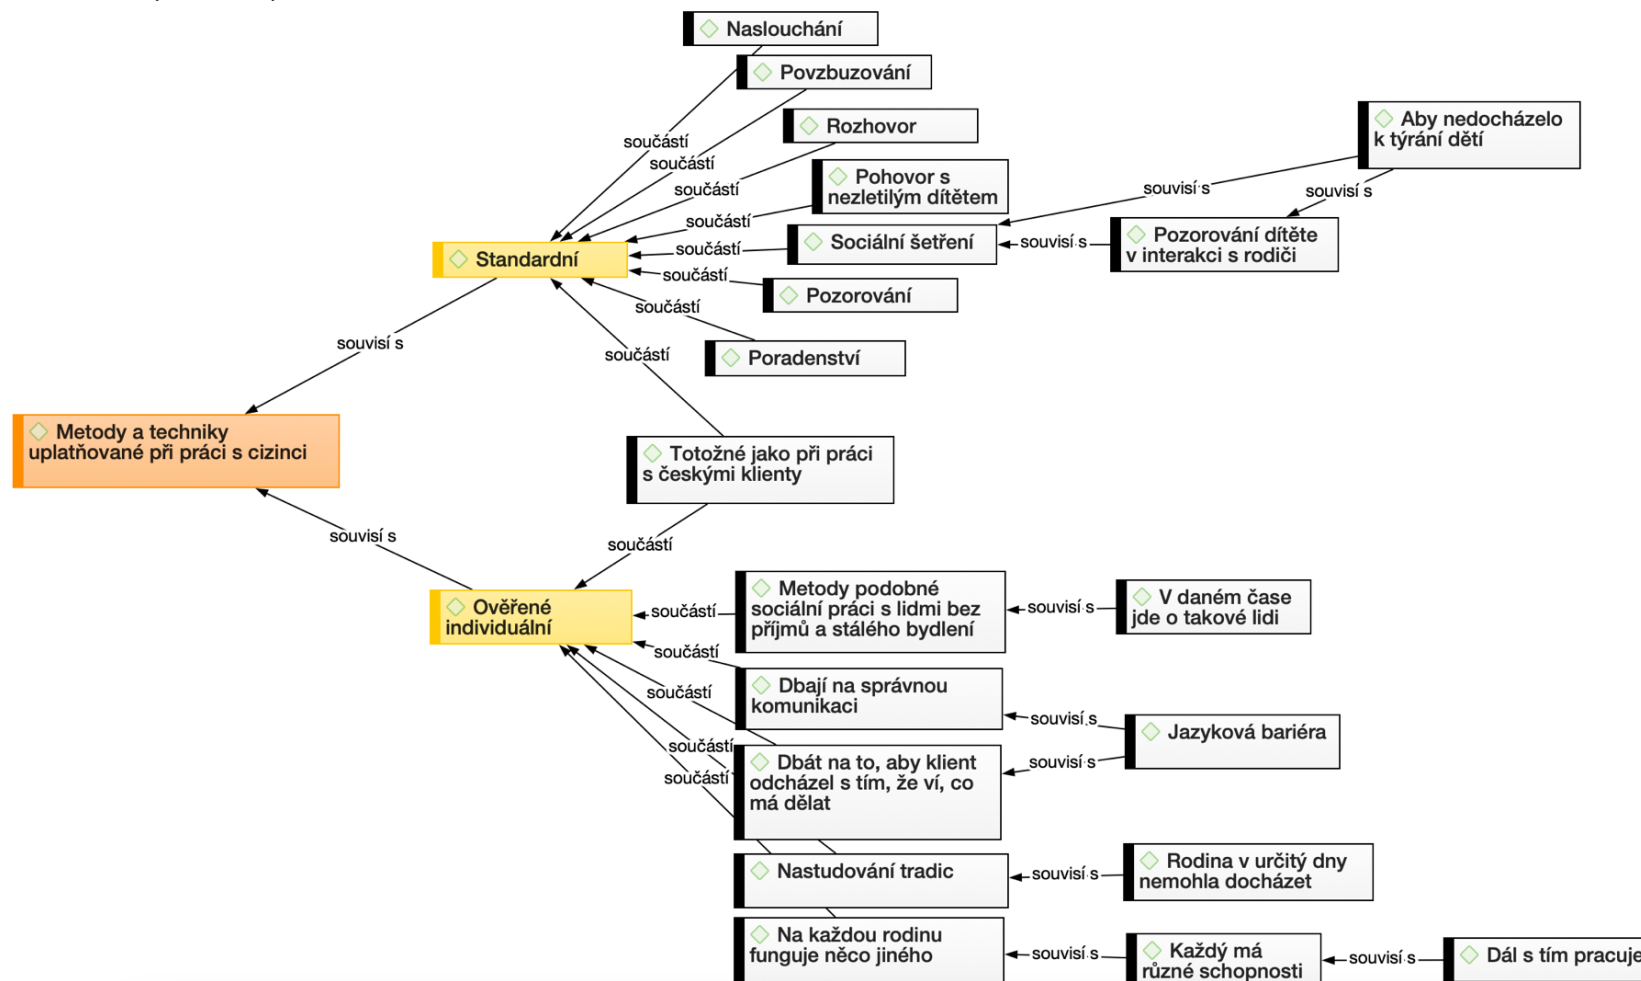 Naslouchání
Povzbuzování
Rozhovor
Pohovor s
nezletilým dítětem
Sociální šetření
Pozorování
Poradenství
Aby nedocházelo
k týrání dětí
Pozorování dítěte
v interakci s rodiči
součástí
součástí
součástí
součástí
součástí
součástí
součástí
součástí
souvisí s
souvisí s
souvisí s
Standardní
souvisí s
Metody a techniky
uplatňované při práci s cizinci
Totožné jako při práci
s českými klienty
souvisí s
součástí
Ověřené
individuální
součástí
součástí
součástí
součástí
součástí
Metody podobné
sociální práci s lidmi bez
příjmů a stálého bydlení
souvisí s
V daném čase
jde o takové lidi
Dbají na správnou
komunikaci
souvisí s
Jazyková bariéra
souvisí s
Dbát na to, aby klient
odcházel s tím, že ví, co
má dělat
Nastudování tradic
souvisí s
Rodina v určitý dny
nemohla docházet
Na každou rodinu
funguje něco jiného
souvisí s
Každý má
různé schopnosti
souvisí s
Dál s tím pracuje